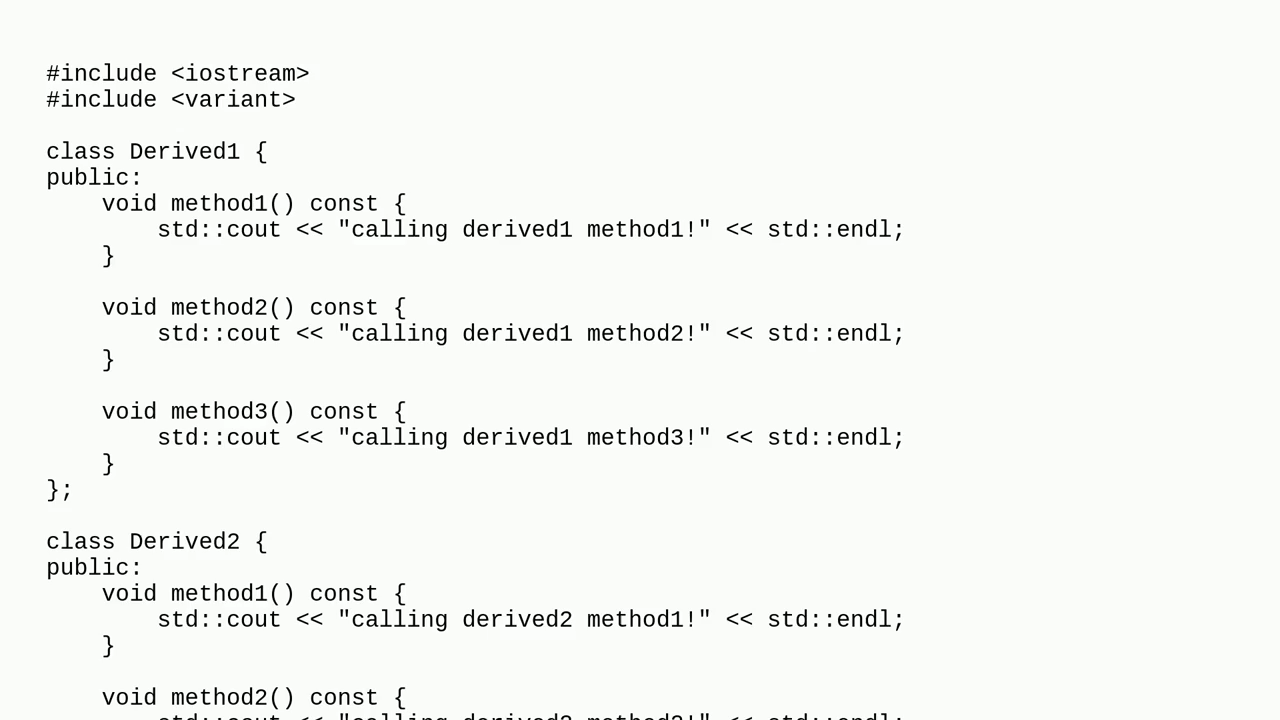 #include <iostream>
#include <variant>

class Derived1 {
public:
    void method1() const {
        std::cout << "calling derived1 method1!" << std::endl;
    }

    void method2() const {
        std::cout << "calling derived1 method2!" << std::endl;
    }

    void method3() const {
        std::cout << "calling derived1 method3!" << std::endl;
    }
};

class Derived2 {
public:
    void method1() const {
        std::cout << "calling derived2 method1!" << std::endl;
    }

    void method2() const {